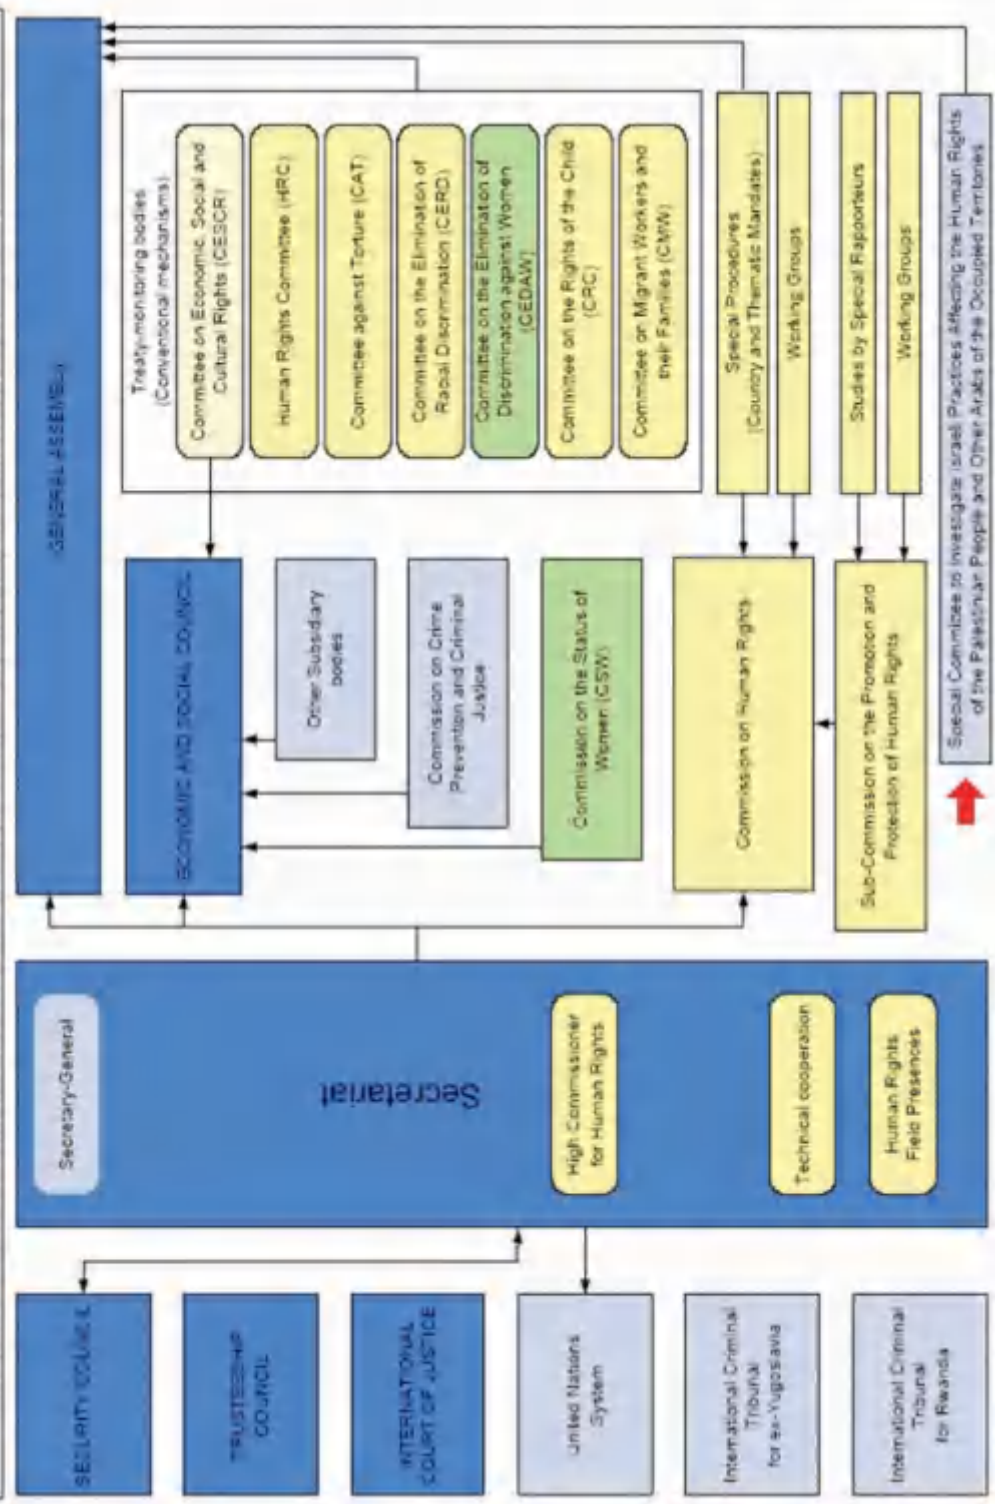 GENERAL ASSEMBLY
Treaty-monitoring bodies
(Conventional mechanisms)
Committee on Economic, Social and
Cultural Rights (CESCR)
Human Rights Committee (HRC)
Committee against Torture (CAT)
Committee on the Elimination of
Racial Discrimination (CERD)
Committee on the Elimination of
Discrimination against Women
(CEDAW)
Committee on the Rights of the Child
(CRC)
Committee on Migrant Workers and
their Families (CMW)
Special Procedures
(Country and Thematic Mandates)
Working Groups
Studies by Special Rapporteurs
Working Groups
Special Committee to Investigate Israeli Practices Affecting the Human Rights
of the Palestinian People and Other Arabs of the Occupied Territories
ECONOMIC AND SOCIAL COUNCIL
Other Subsidiary
bodies
Commission on Crime
Prevention and Criminal
Justice
Commission on the Status of
Women (CSW)
Commission on Human Rights
Sub-Commission on the Promotion and
Protection of Human Rights
Secretariat
Secretary-General
High Commissioner
for Human Rights
Technical cooperation
Human Rights
Field Presences
SECURITY COUNCIL
TRUSTEESHIP
COUNCIL
INTERNATIONAL
COURT OF JUSTICE
United Nations
System
International Criminal
Tribunal
for ex-Yugoslavia
International Criminal
Tribunal
for Rwanda